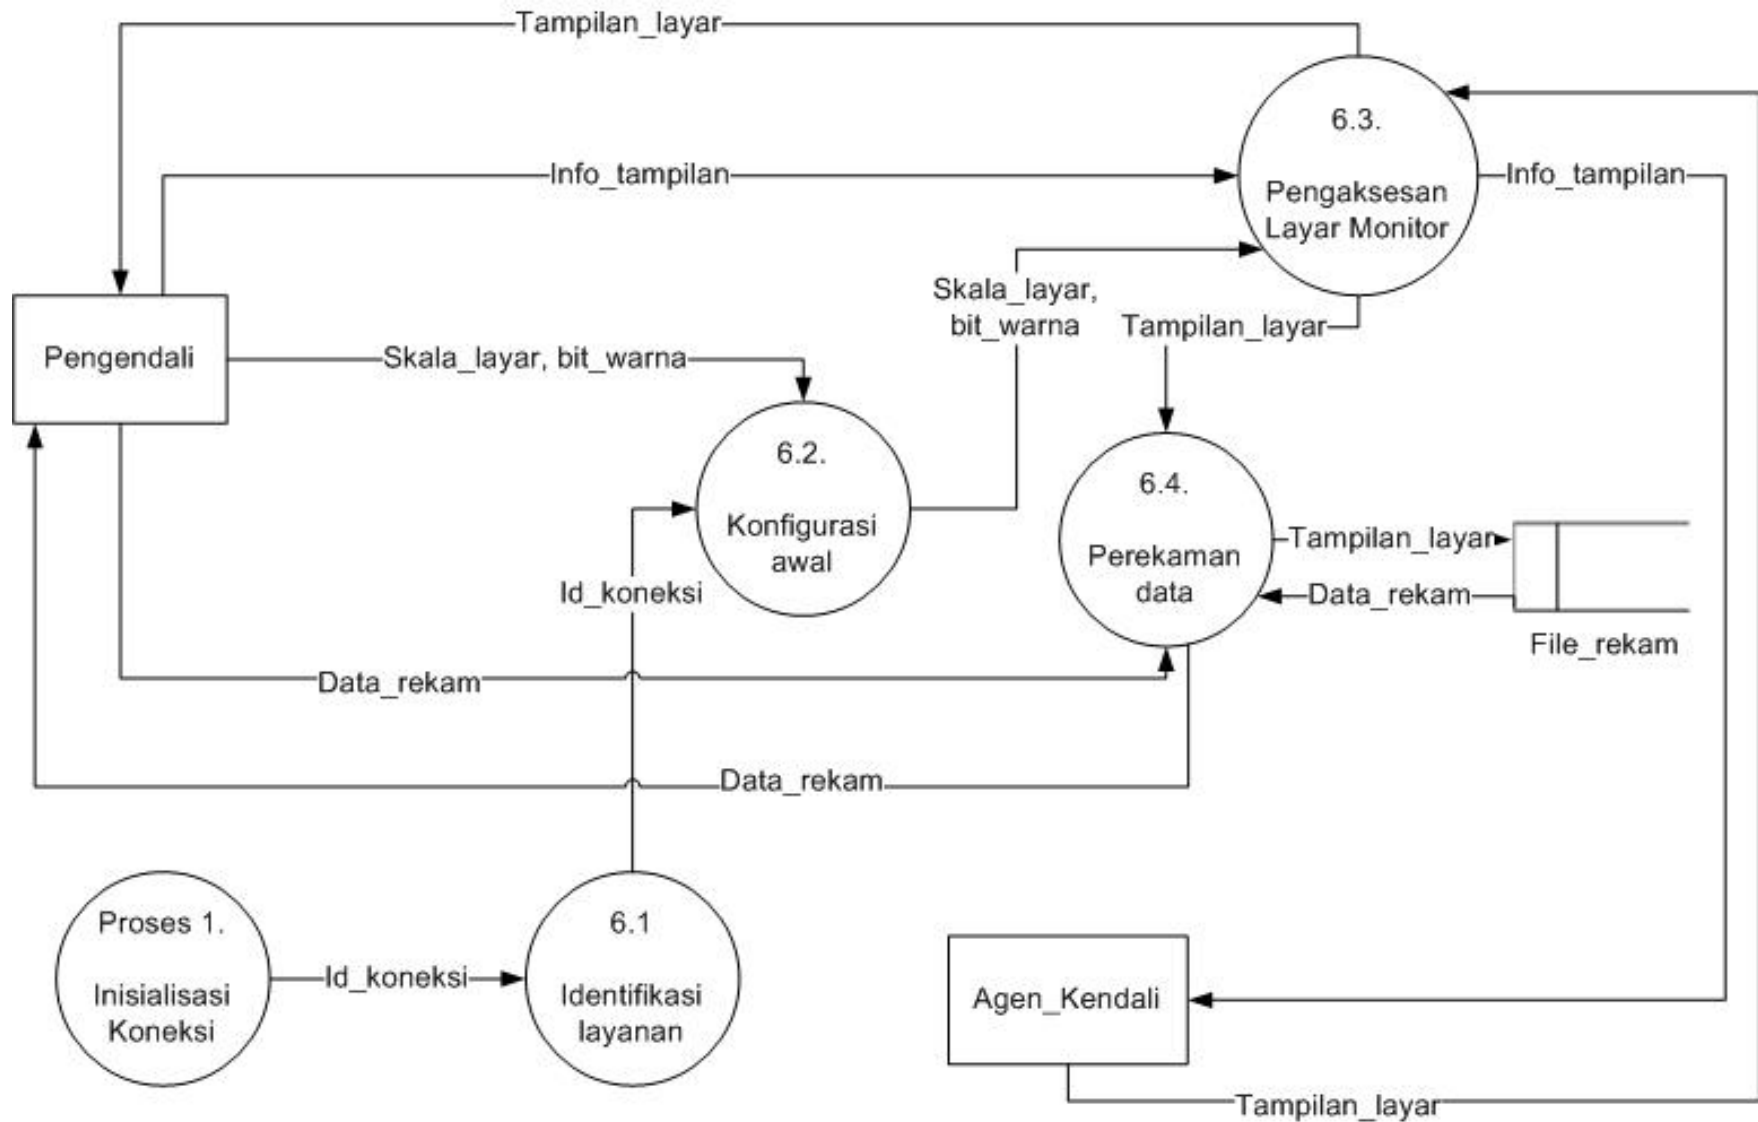 Tampilan_layar
6.3.
Pengaksesan
Layar Monitor
Info_tampilan
Info_tampilan
Skala_layar,
bit_warna
Tampilan_layar
Pengendali
Skala_layar, bit_warna
6.2.
Konfigurasi
awal
6.4.
Perekaman
data
Tampilan_layar
Data_rekam
File_rekam
Id_koneksi
Data_rekam
Data_rekam
Proses 1.
Inisialisasi
Koneksi
Id_koneksi
6.1
Identifikasi
layanan
Agen_Kendali
Tampilan_layar